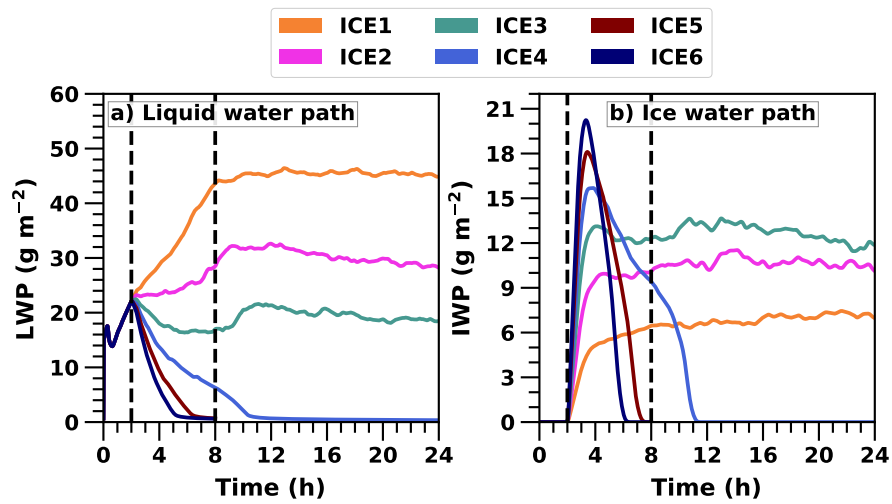 ICE1 ICE3 ICE5
ICE2 ICE4 ICE6
a) Liquid water path
b) Ice water path
LWP (g m⁻²)
60
50
40
30
20
10
0
0 4 8 12 16 20 24
Time (h)
IWP (g m⁻²)
21
18
15
12
9
6
3
0
0 4 8 12 16 20 24
Time (h)